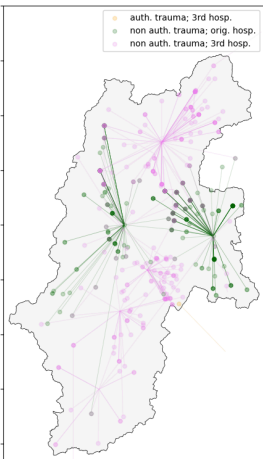 auth. trauma; 3rd hosp.
non auth. trauma; orig. hosp.
non auth. trauma; 3rd hosp.